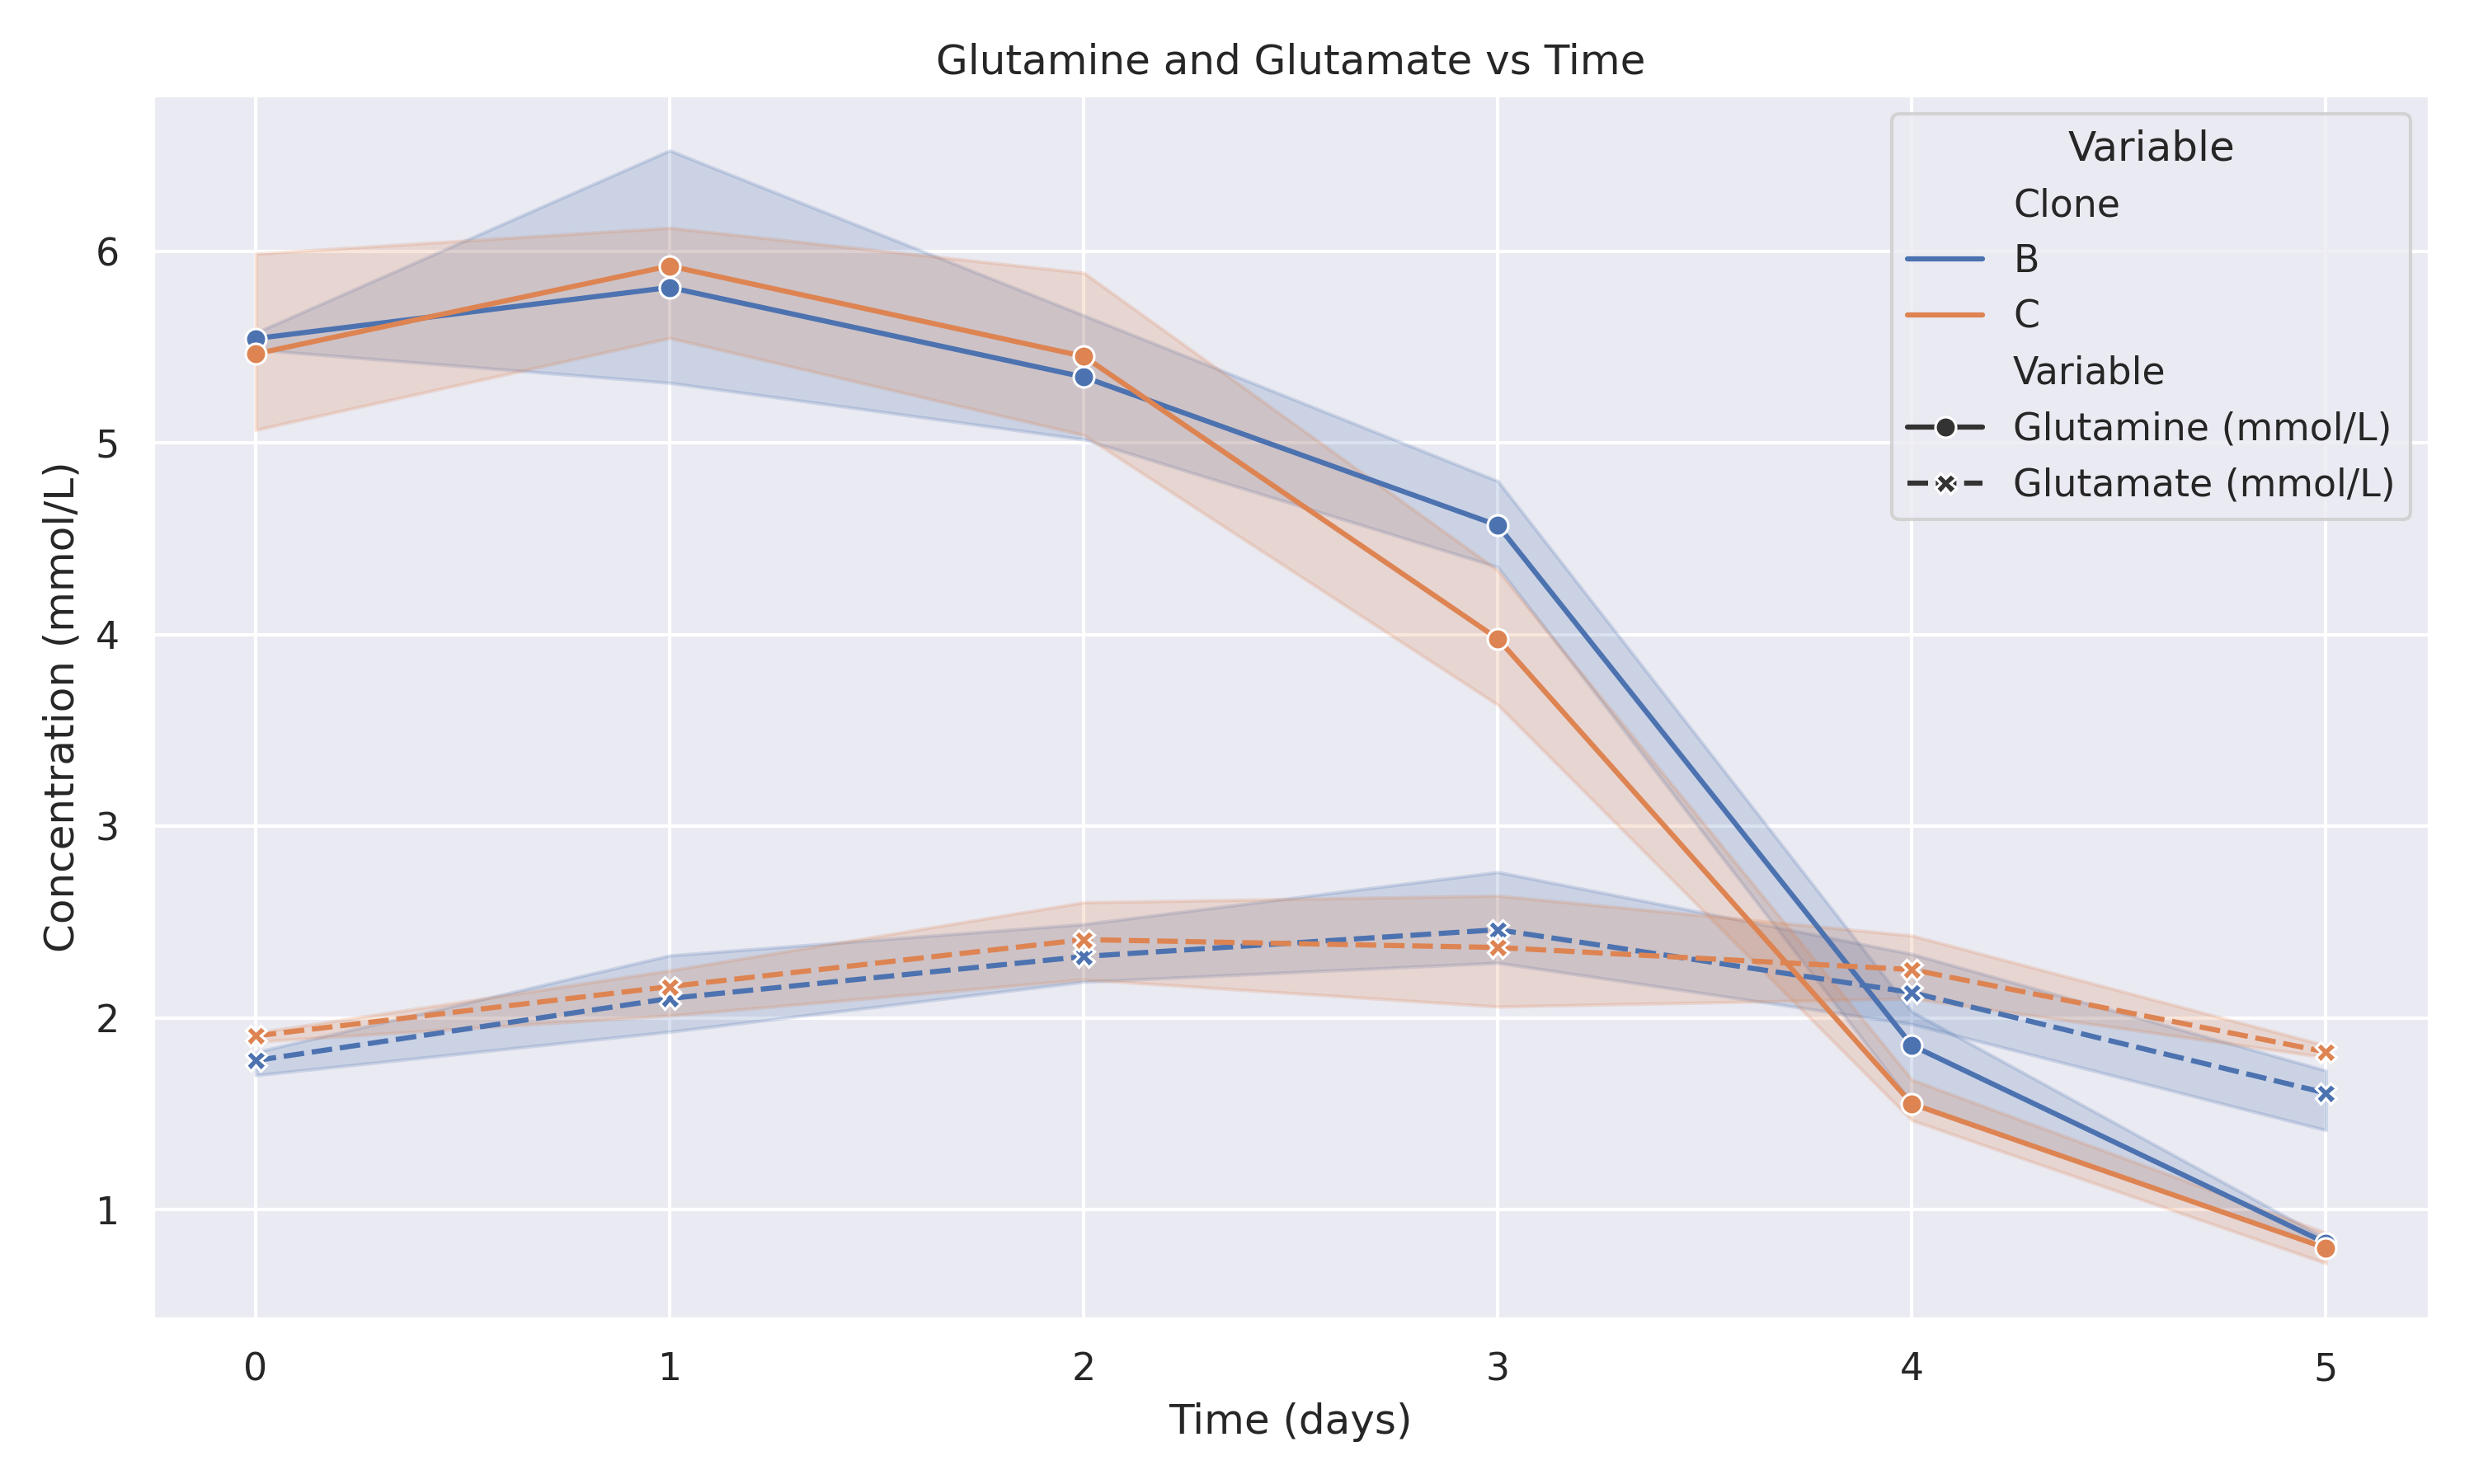 Glutamine and Glutamate vs Time
Variable
Clone
B
C
Variable
Glutamine (mmol/L)
Glutamate (mmol/L)
Concentration (mmol/L)
6
5
4
3
2
1
0 1 2 3 4 5
Time (days)